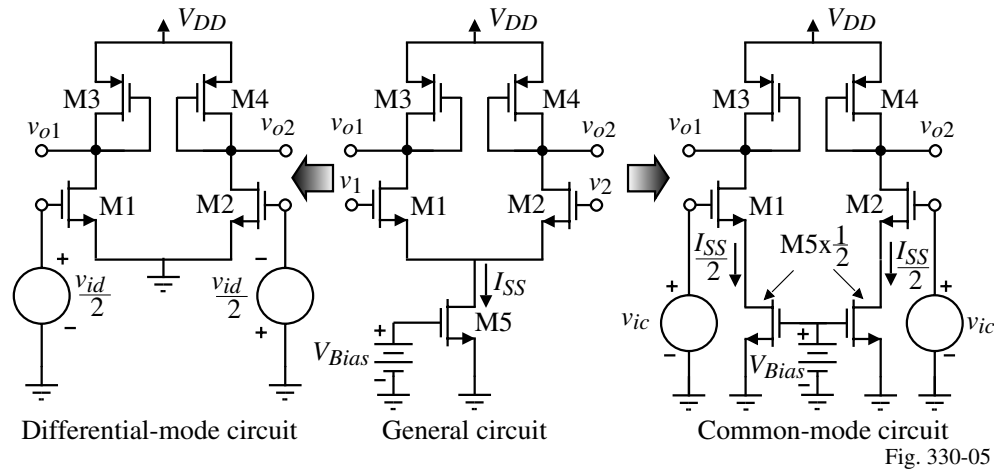 V_DD
V_DD
V_DD
M3
M4
M3
M4
M3
M4
v_o1
v_o2
v_o1
v_o2
v_o1
v_o2
v_1
v_2
M1
M2
M1
M2
M1
M2
I_SS/2
M5x1/2
I_SS/2
+
v_id/2
−
−
v_id/2
+
I_SS
M5
+
V_Bias
−
+
v_ic
−
+
V_Bias
−
+
v_ic
−
Differential-mode circuit
General circuit
Common-mode circuit
Fig. 330-05